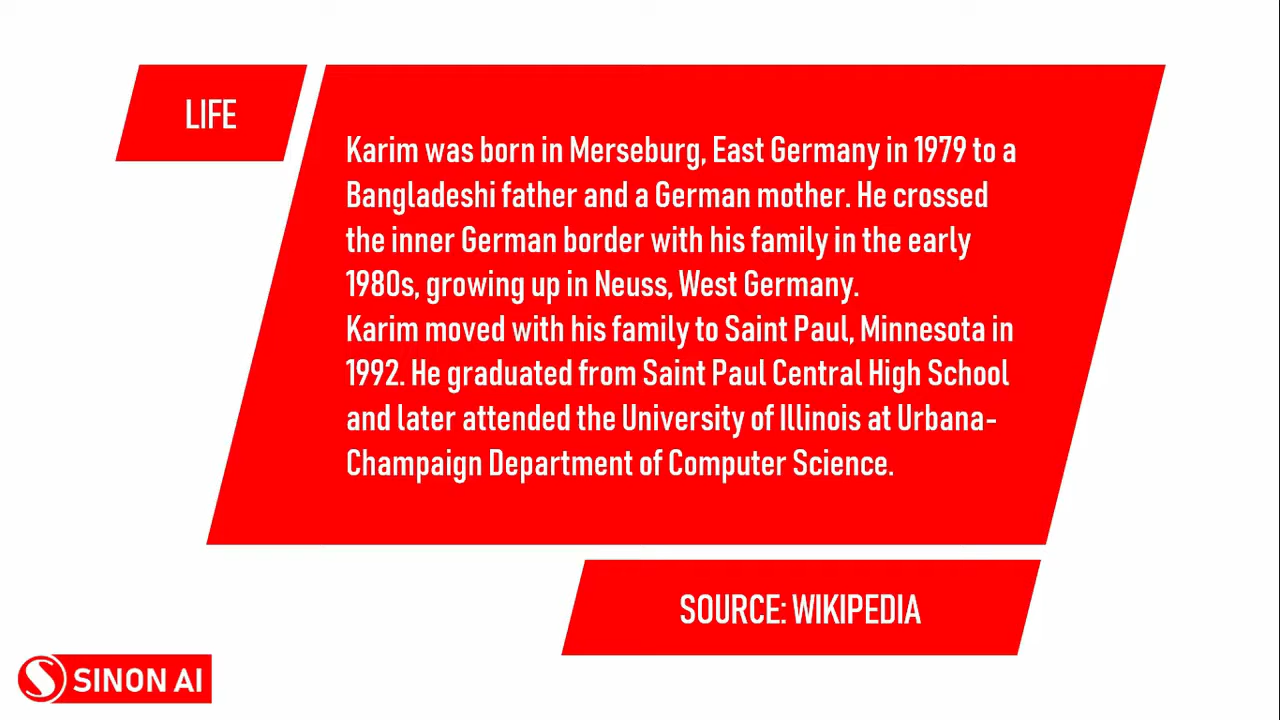 LIFE
Karim was born in Merseburg, East Germany in 1979 to a
Bangladeshi father and a German mother. He crossed
the inner German border with his family in the early
1980s, growing up in Neuss, West Germany.
Karim moved with his family to Saint Paul, Minnesota in
1992. He graduated from Saint Paul Central High School
and later attended the University of Illinois at Urbana-
Champaign Department of Computer Science.
SOURCE: WIKIPEDIA
SINON AI